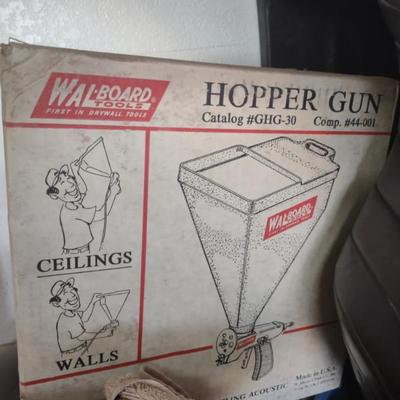 WAL-BOARD
TOOLS
FIRST IN DRYWALL TOOLS
HOPPER GUN
Catalog #GHG-30 Comp. #44-001
CEILINGS
WALLS
WAL-BOARD
ACOUSTIC
Made in U.S.A.